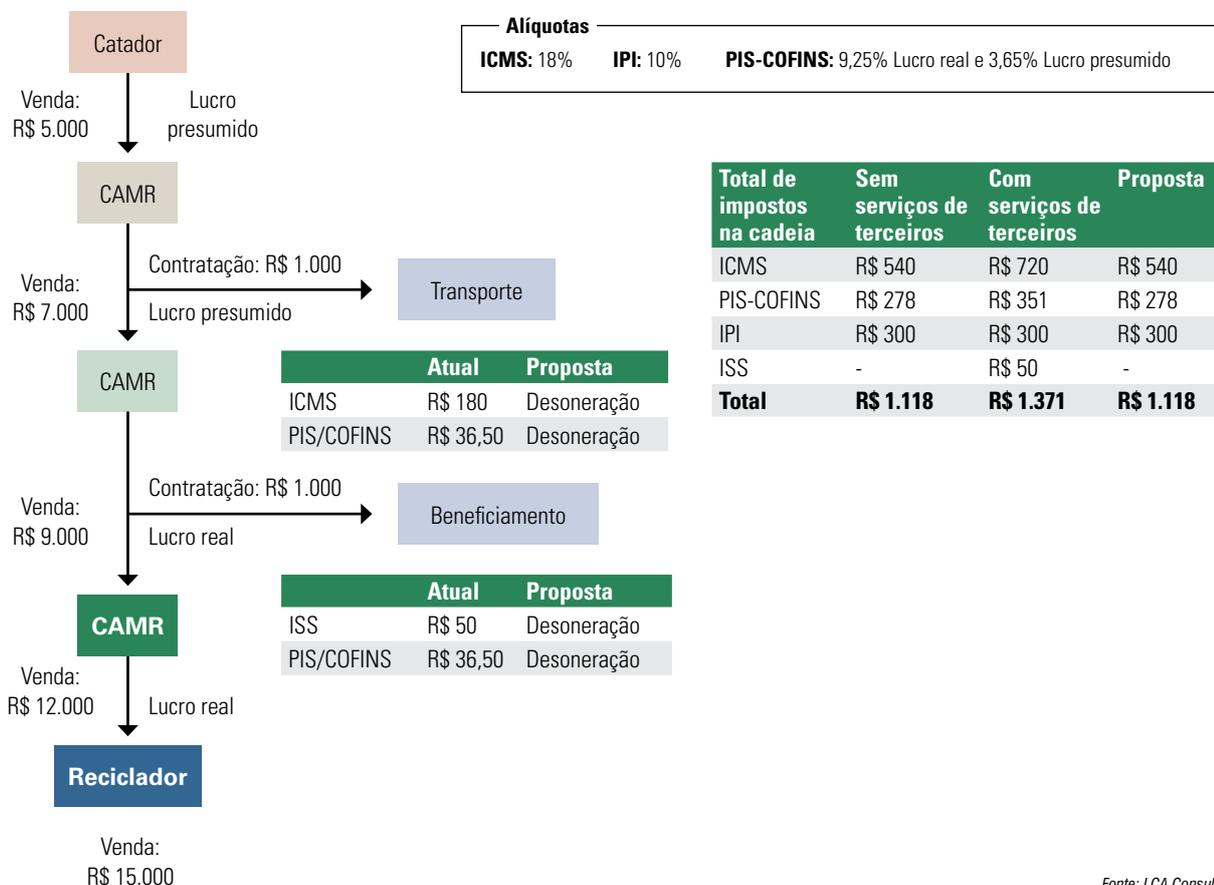 Catador
Alíquotas
ICMS: 18% IPI: 10% PIS-COFINS: 9,25% Lucro real e 3,65% Lucro presumido
Venda:
R$ 5.000
Lucro
presumido
CAMR
Venda:
R$ 7.000
Contratação: R$ 1.000
Lucro presumido
Transporte
CAMR
Atual Proposta
ICMS R$ 180 Desoneração
PIS/COFINS R$ 36,50 Desoneração
Venda:
R$ 9.000
Contratação: R$ 1.000
Lucro real
Beneficiamento
CAMR
Atual Proposta
ISS R$ 50 Desoneração
PIS/COFINS R$ 36,50 Desoneração
Venda:
R$ 12.000
Lucro real
Reciclador
Venda:
R$ 15.000
Total de
impostos
na cadeia
Sem
serviços de
terceiros
Com
serviços de
terceiros
Proposta
ICMS R$ 540 R$ 720 R$ 540
PIS-COFINS R$ 278 R$ 351 R$ 278
IPI R$ 300 R$ 300 R$ 300
ISS - R$ 50 -
Total R$ 1.118 R$ 1.371 R$ 1.118
Fonte: LCA